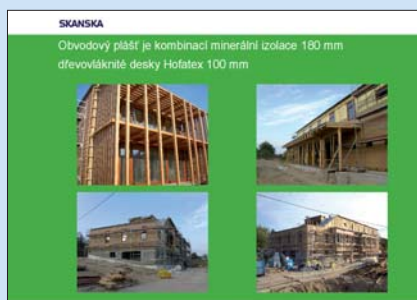 SKANSKA
Obvodový plášť je kombinací minerální izolace 180 mm
dřevovláknité desky Hofatex 100 mm